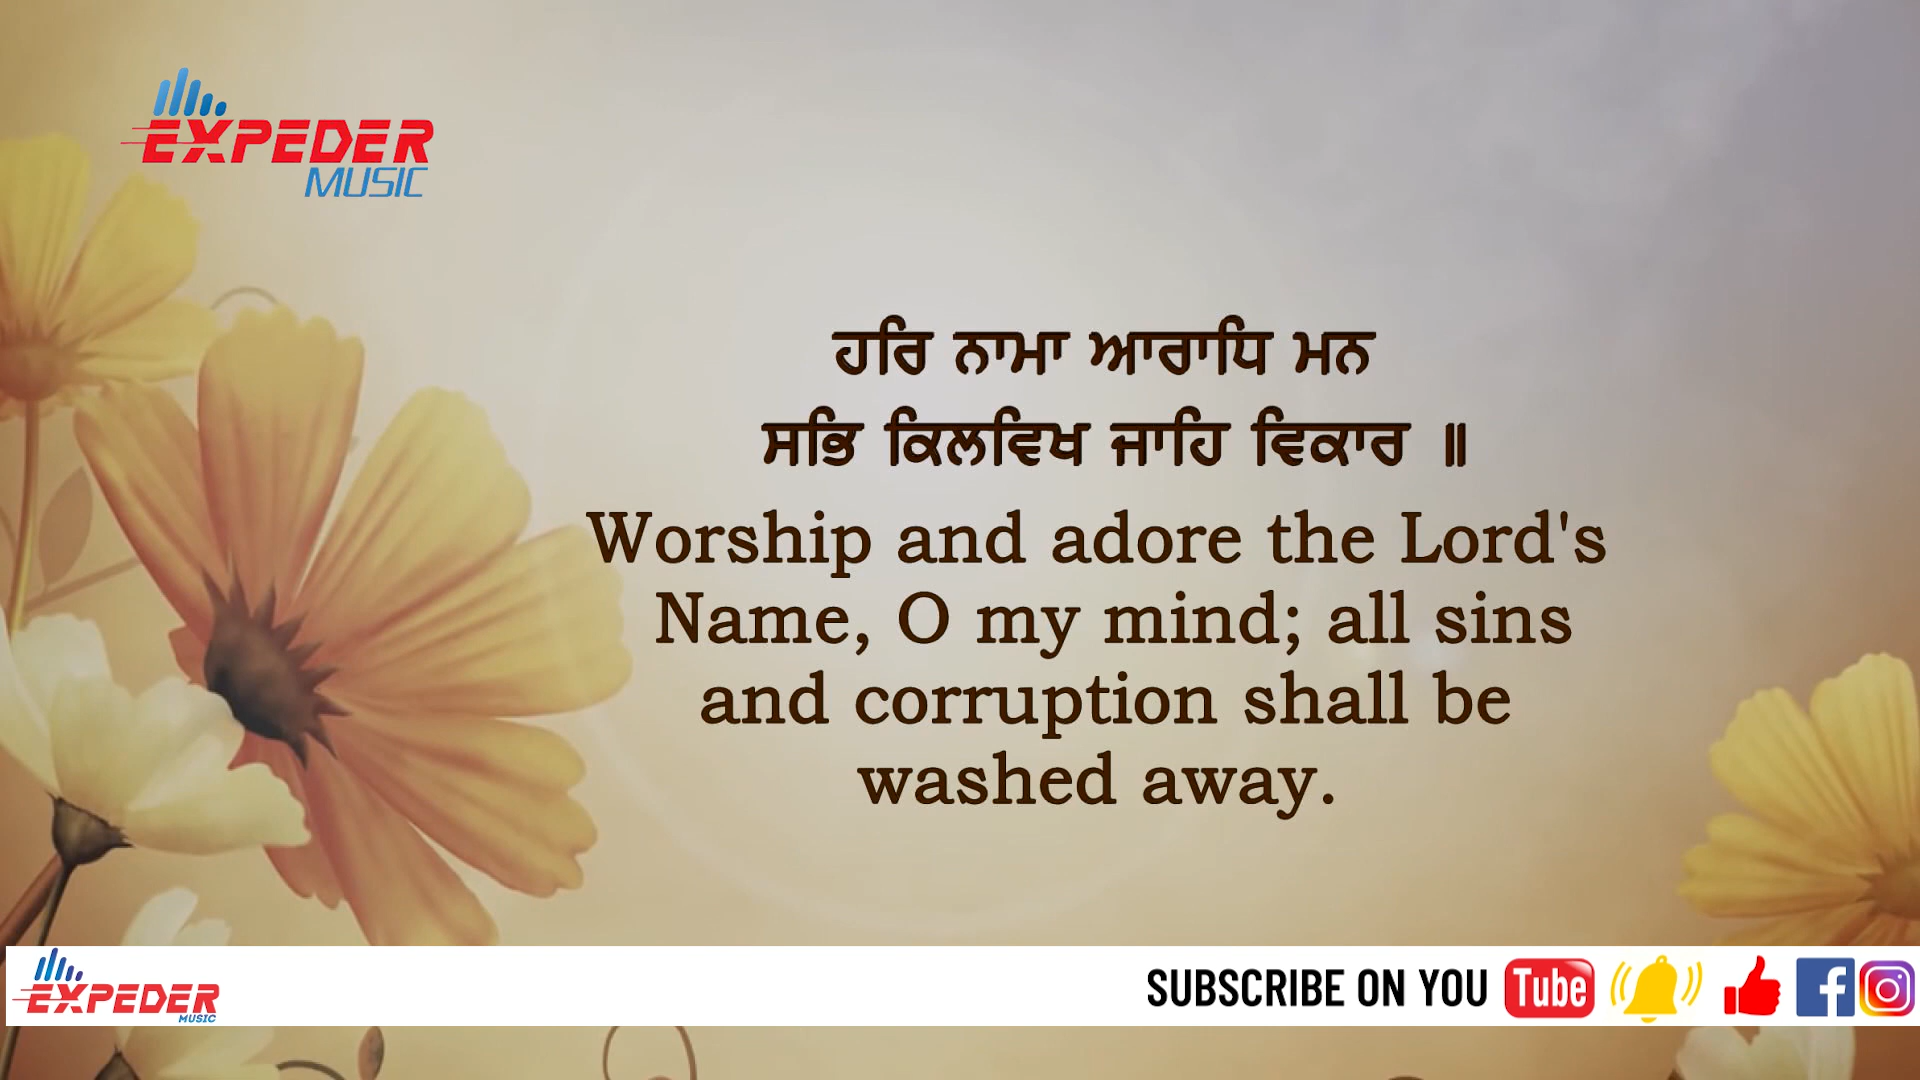 EXPEDER
MUSIC
ਹਰਿ ਨਾਮਾ ਆਰਾਧਿ ਮਨ
ਸਭਿ ਕਿਲਵਿਖ ਜਾਹਿ ਵਿਕਾਰ ॥
Worship and adore the Lord's
Name, O my mind; all sins
and corruption shall be
washed away.
EXPEDER
MUSIC
SUBSCRIBE ON YOU Tube